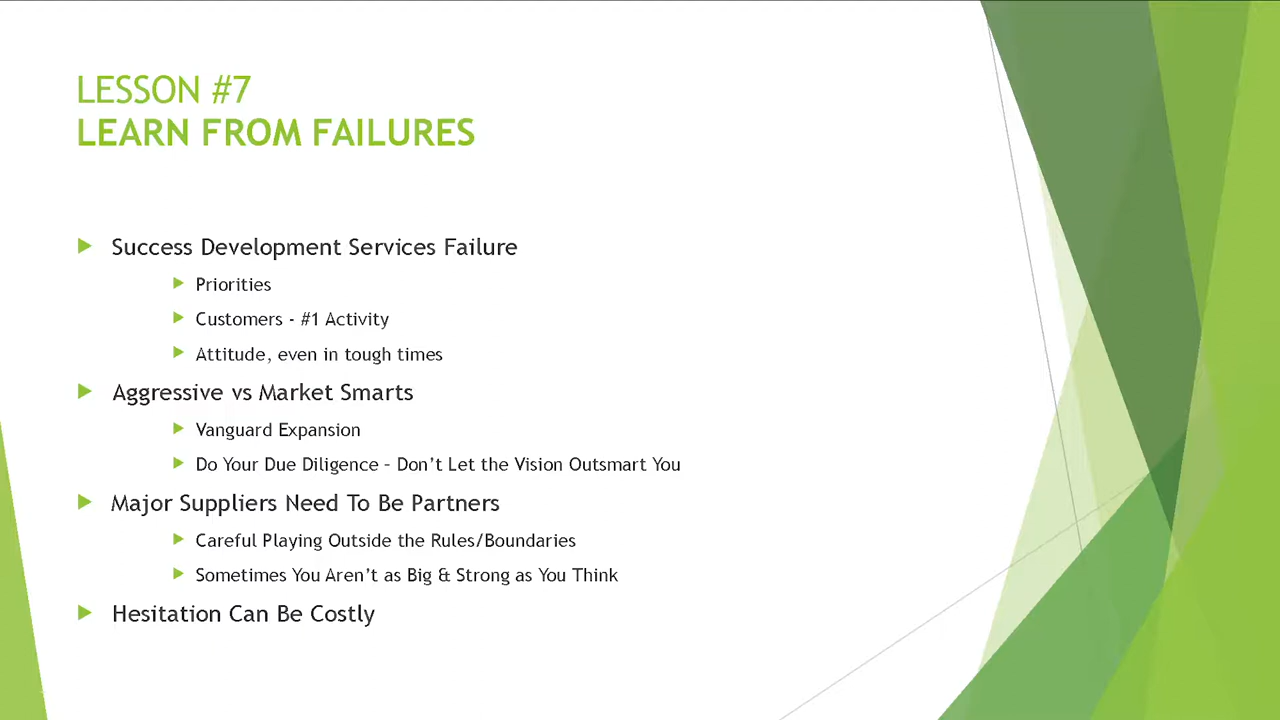 LESSON #7
LEARN FROM FAILURES
Success Development Services Failure
Priorities
Customers - #1 Activity
Attitude, even in tough times
Aggressive vs Market Smarts
Vanguard Expansion
Do Your Due Diligence – Don’t Let the Vision Outsmart You
Major Suppliers Need To Be Partners
Careful Playing Outside the Rules/Boundaries
Sometimes You Aren’t as Big & Strong as You Think
Hesitation Can Be Costly